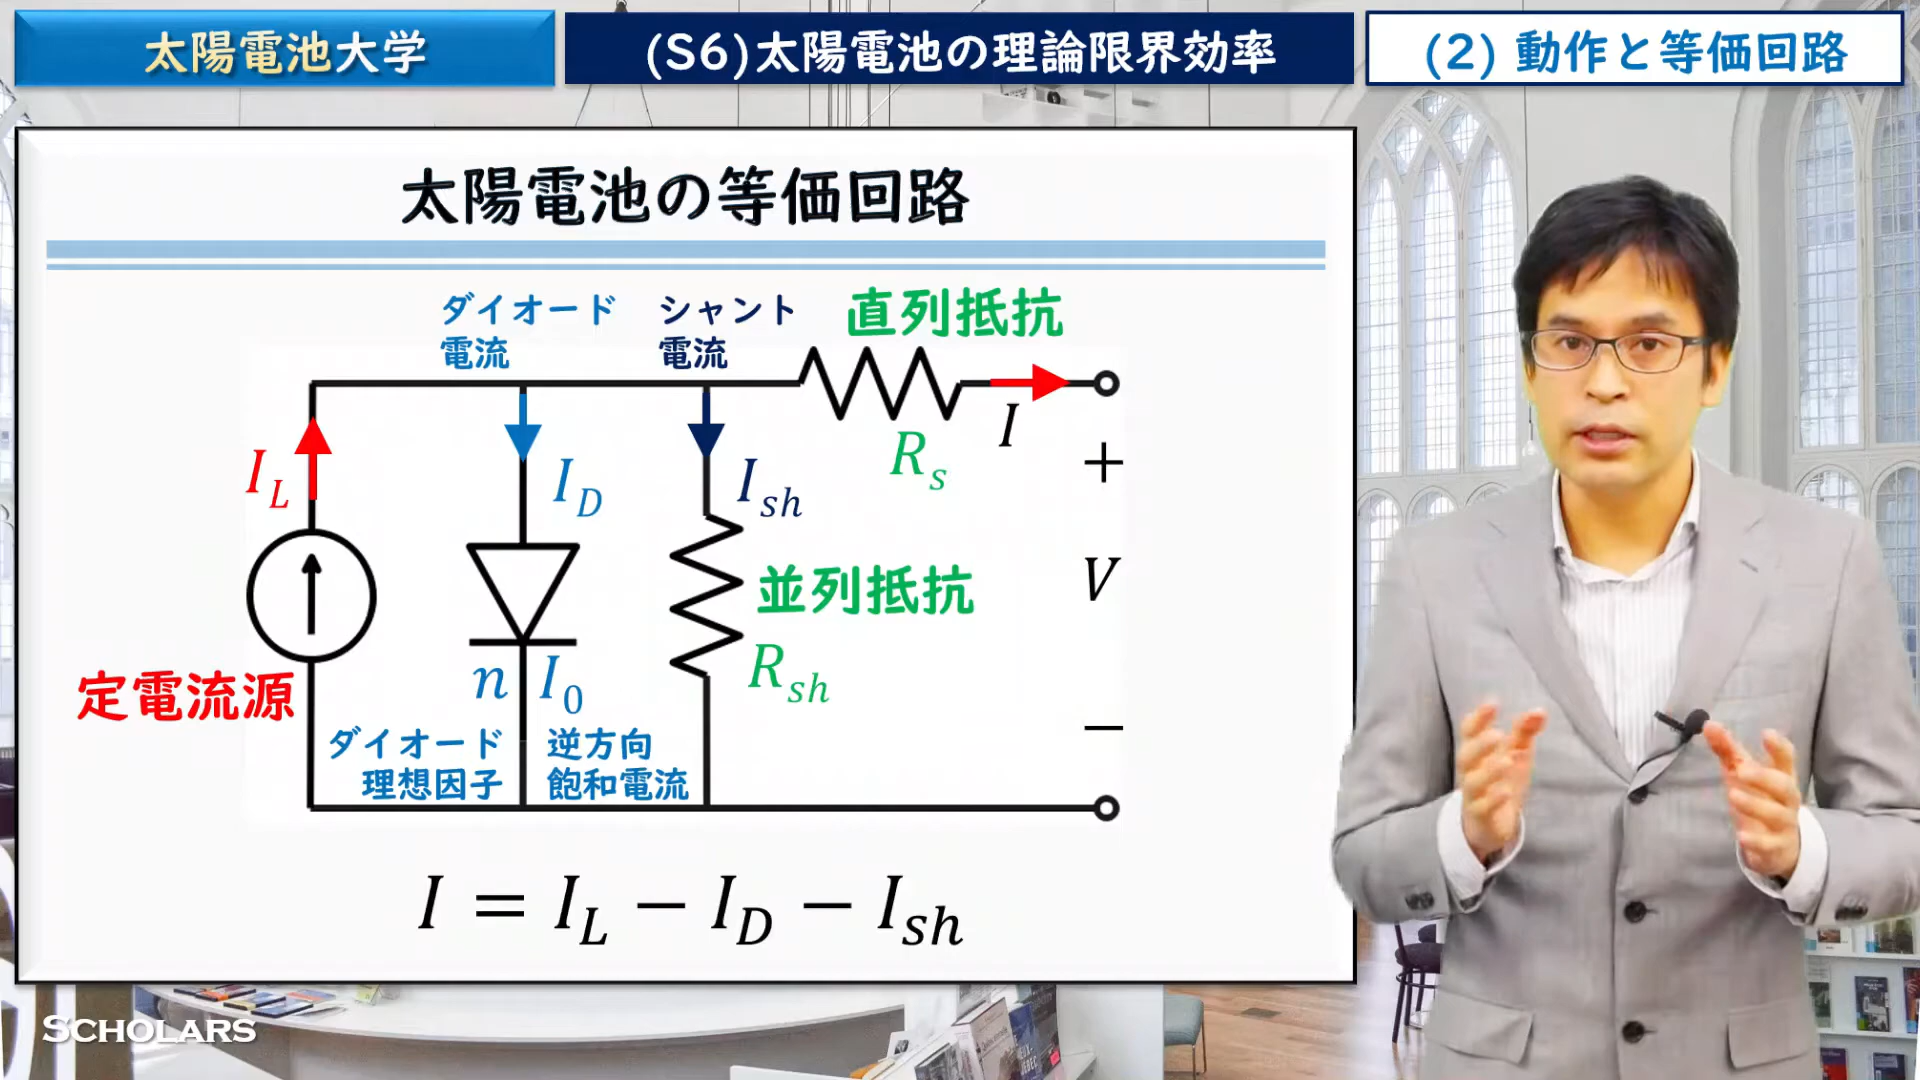 太陽電池大学
(S6)太陽電池の理論限界効率
(2) 動作と等価回路
太陽電池の等価回路
ダイオード
電流
シャント
電流
直列抵抗
I_L
I_D
I_sh
R_s
I
+
V
−
並列抵抗
R_sh
定電流源
n
I_0
ダイオード
理想因子
逆方向
飽和電流
I = I_L − I_D − I_sh
SCHOLARS